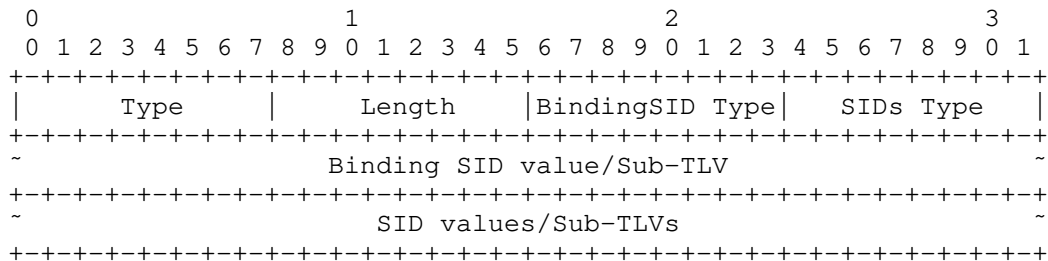 0                   1                   2                   3
 0 1 2 3 4 5 6 7 8 9 0 1 2 3 4 5 6 7 8 9 0 1 2 3 4 5 6 7 8 9 0 1
+-+-+-+-+-+-+-+-+-+-+-+-+-+-+-+-+-+-+-+-+-+-+-+-+-+-+-+-+-+-+-+-+
|      Type     |     Length    |BindingSID Type|   SIDs Type   |
+-+-+-+-+-+-+-+-+-+-+-+-+-+-+-+-+-+-+-+-+-+-+-+-+-+-+-+-+-+-+-+-+
~                   Binding SID value/Sub-TLV                   ~
+-+-+-+-+-+-+-+-+-+-+-+-+-+-+-+-+-+-+-+-+-+-+-+-+-+-+-+-+-+-+-+-+
~                      SID values/Sub-TLVs                      ~
+-+-+-+-+-+-+-+-+-+-+-+-+-+-+-+-+-+-+-+-+-+-+-+-+-+-+-+-+-+-+-+-+